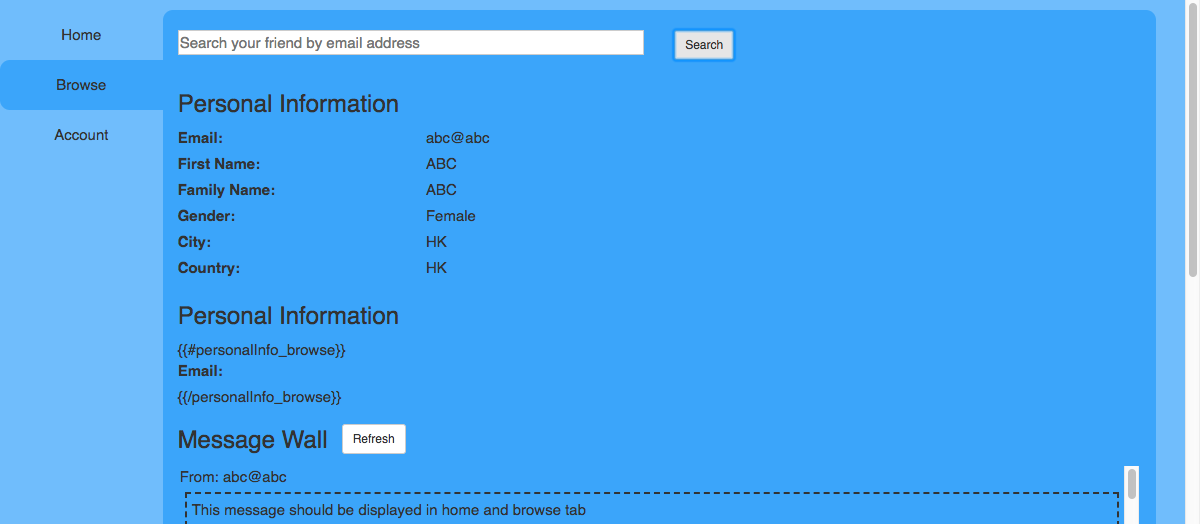 Home
Browse
Account
Search your friend by email address
Search
Personal Information
Email: abc@abc
First Name: ABC
Family Name: ABC
Gender: Female
City: HK
Country: HK
Personal Information
{{#personalInfo_browse}}
Email:
{{/personalInfo_browse}}
Message Wall Refresh
From: abc@abc
This message should be displayed in home and browse tab